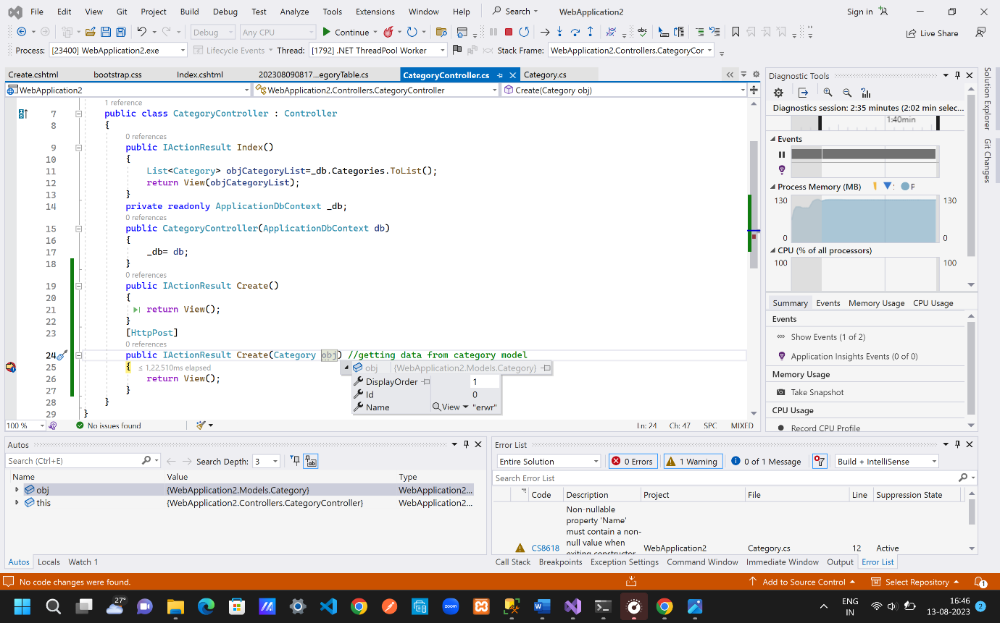 File Edit View Git Project Build Debug Test Analyze Tools Extensions Window Help Search WebApplication2 Sign in
Debug Any CPU Continue Live Share
Process: [23400] WebApplication2.exe Lifecycle Events Thread: [1792] .NET ThreadPool Worker Stack Frame: WebApplication2.Controllers.CategoryCor
Create.cshtml bootstrap.css Index.cshtml 202308090817...egoryTable.cs CategoryController.cs Category.cs
WebApplication2 WebApplication2.Controllers.CategoryController Create(Category obj)
1 reference
7 public class CategoryController : Controller
8 {
0 references
9 public IActionResult Index()
10 {
11 List<Category> objCategoryList=_db.Categories.ToList();
12 return View(objCategoryList);
13 }
14 private readonly ApplicationDbContext _db;
0 references
15 public CategoryController(ApplicationDbContext db)
16 {
17 _db= db;
18 }
0 references
19 public IActionResult Create()
20 {
21 return View();
22 }
23 [HttpPost]
0 references
24 public IActionResult Create(Category obj) //getting data from category model
25 { ≤ 1,22,510ms elapsed
26 return View();
27 }
28 }
29 }
obj {WebApplication2.Models.Category}
DisplayOrder 1
Id 0
Name View "erwr"
100 % No issues found Ln: 24 Ch: 47 SPC MIXED
Diagnostic Tools
Diagnostics session: 2:35 minutes (2:02 min selec...
1:40min
Events
Process Memory (MB) : P
130 130
0 0
CPU (% of all processors)
100 100
Summary Events Memory Usage CPU Usage
Events
Show Events (1 of 2)
Application Insights Events (0 of 0)
Memory Usage
Take Snapshot
CPU Usage
Record CPU Profile
Solution Explorer
Git Changes
Autos
Search (Ctrl+E) Search Depth: 3
Name Value Type
obj {WebApplication2.Models.Category} WebApplication2...
this {WebApplication2.Controllers.CategoryController} WebApplication2...
Autos Locals Watch 1
Error List
Entire Solution 0 Errors 1 Warning 0 of 1 Message Build + IntelliSense
Search Error List
Code Description Project File Line Suppression State
Non-nullable
property 'Name'
must contain a non-
null value when
CS8618 exiting constructor WebApplication2 Category.cs 12 Active
Call Stack Breakpoints Exception Settings Command Window Immediate Window Output Error List
No code changes were found. Add to Source Control Select Repository 1
27° zoom ENG
IN
16:46
13-08-2023 2